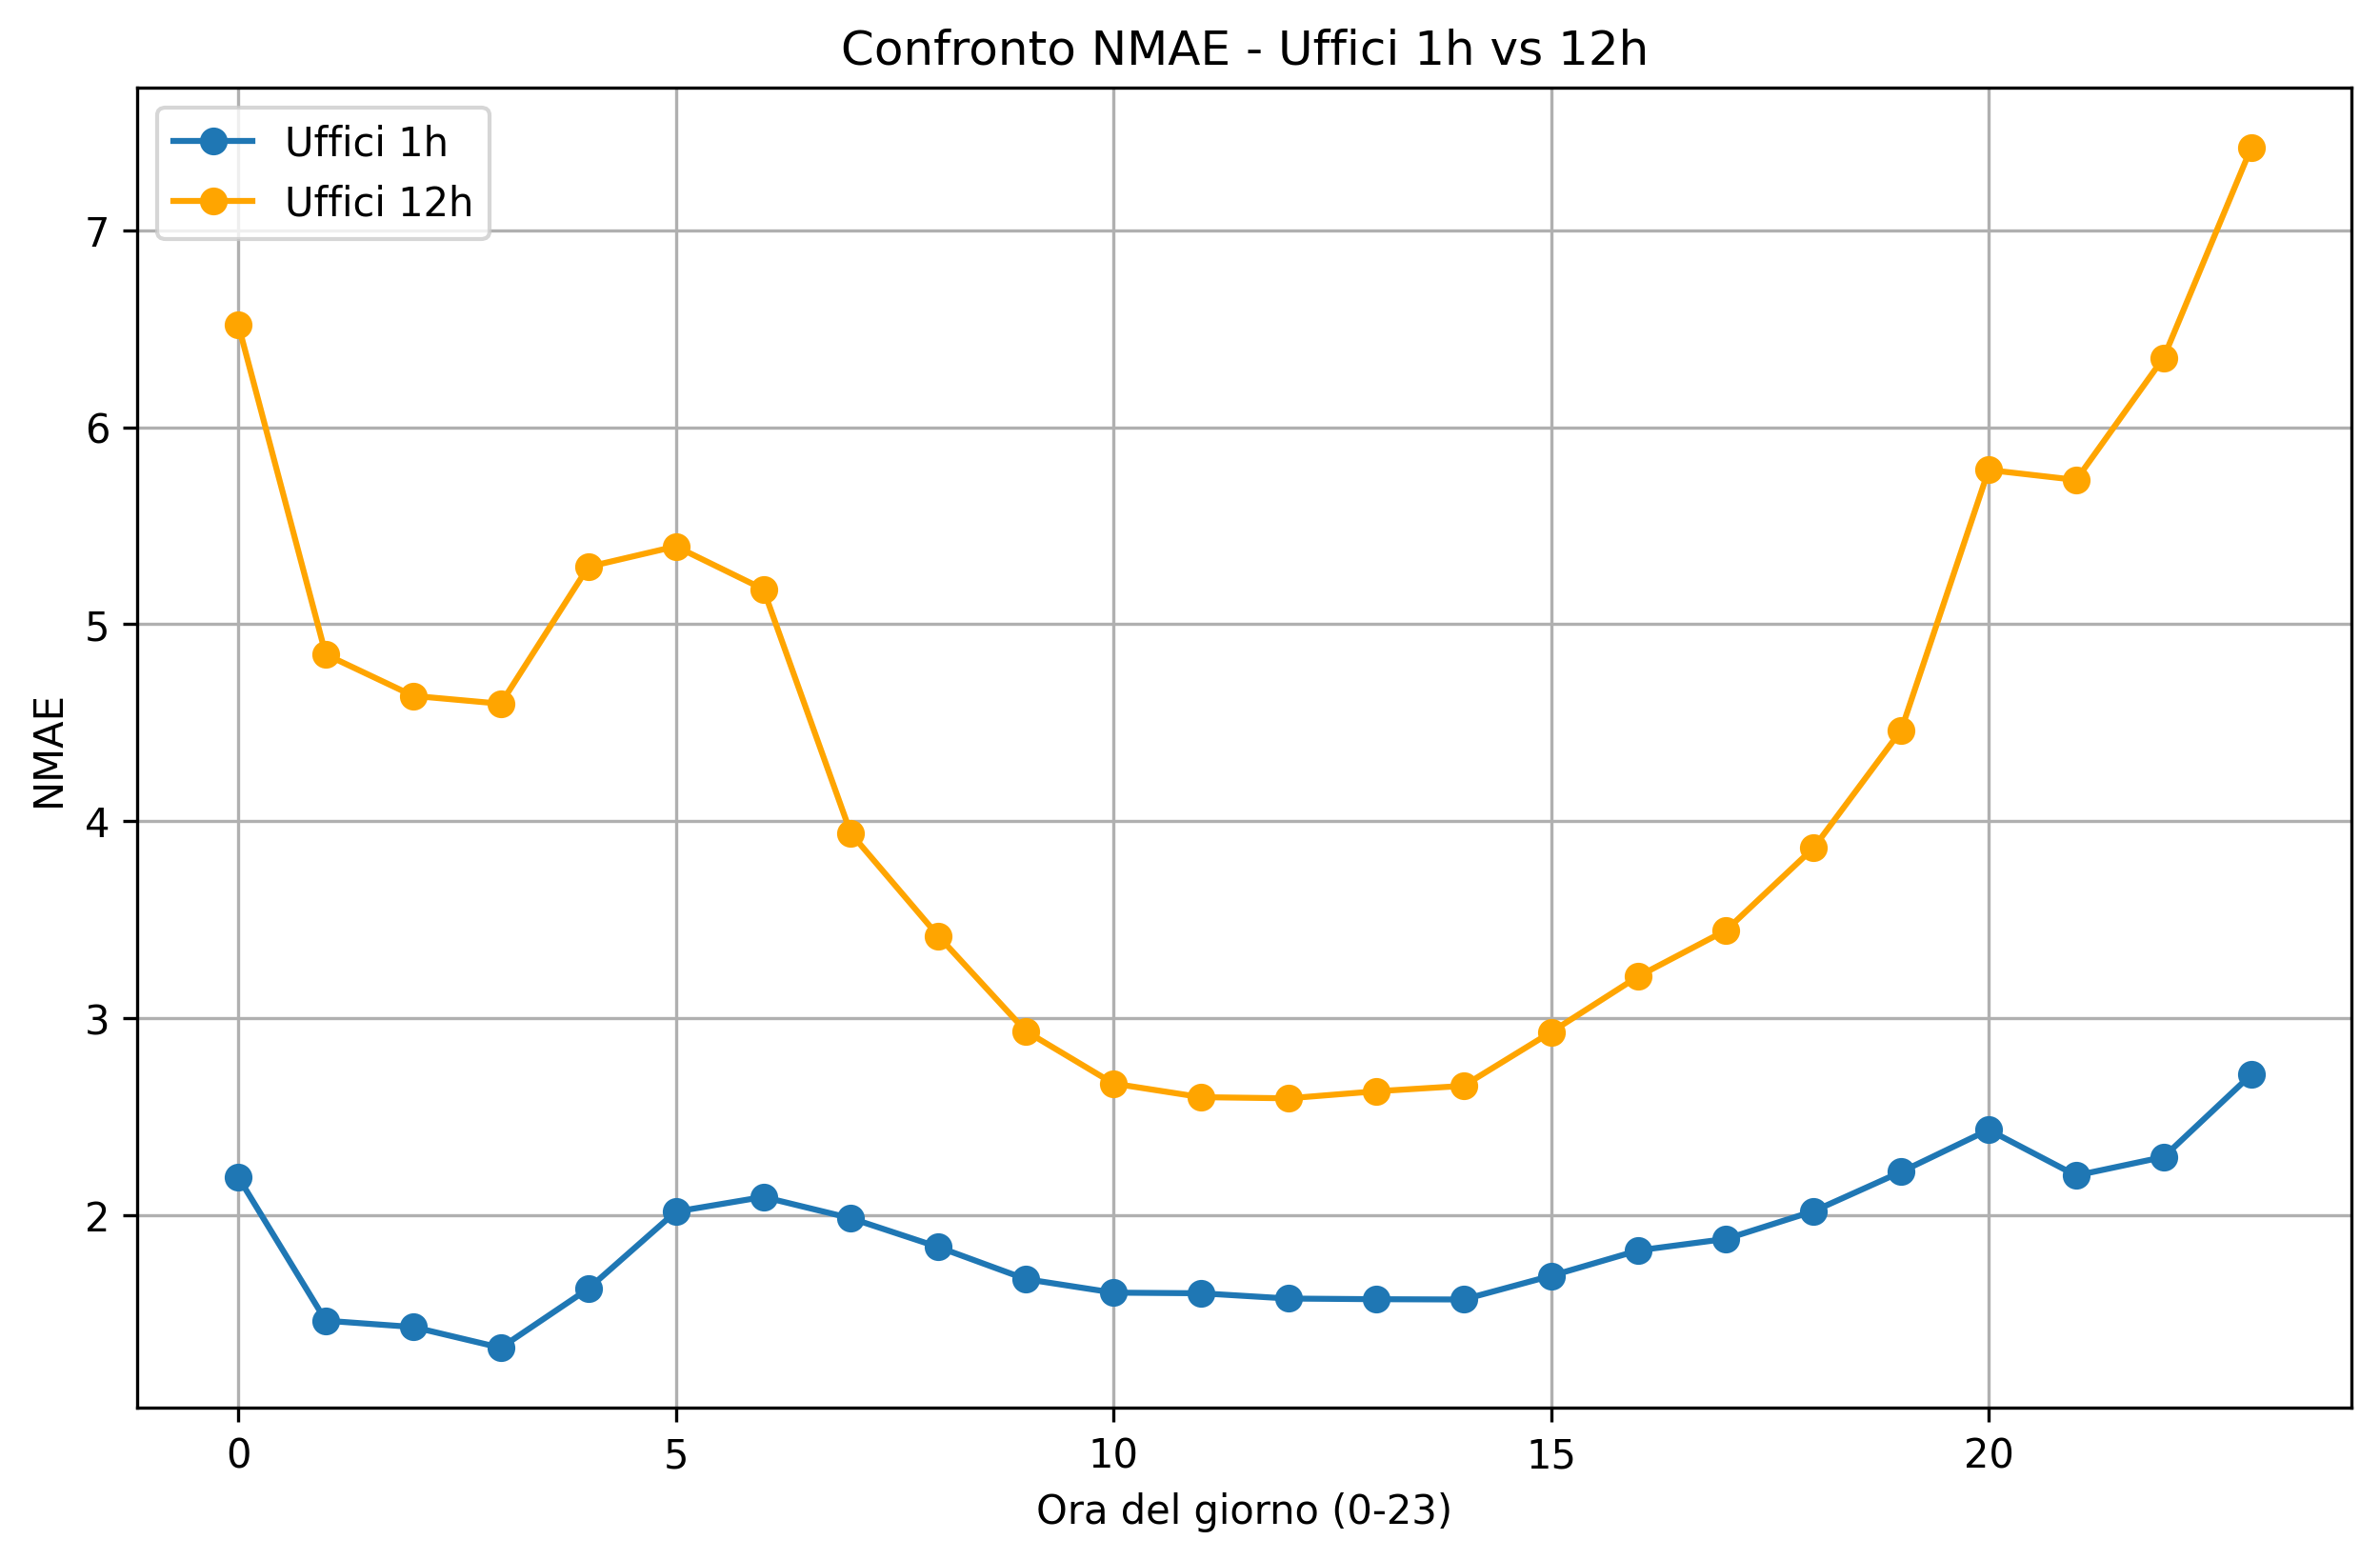 Confronto NMAE - Uffici 1h vs 12h
Uffici 1h
Uffici 12h
NMAE
7
6
5
4
3
2
0 5 10 15 20
Ora del giorno (0-23)